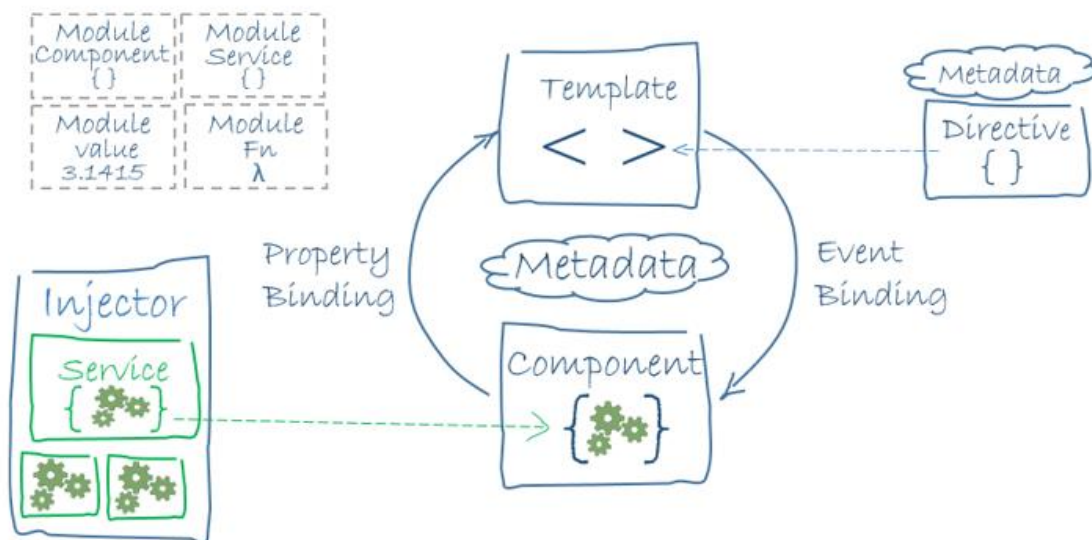 Module
Component
{ }
Module
Service
{ }
Module
value
3.1415
Module
Fn
λ
Template
< >
Metadata
Directive
{ }
Property
Binding
Metadata
Event
Binding
Injector
Service
{ }
Component
{ }